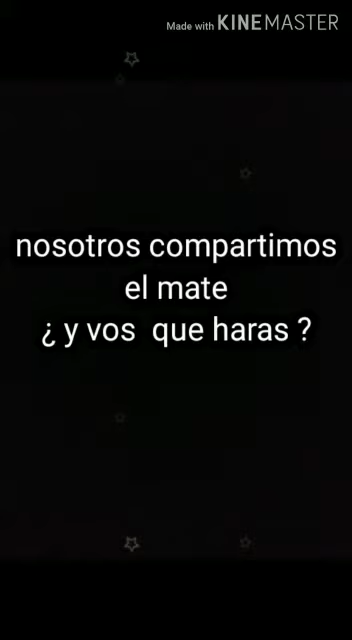 Made with KINEMASTER
nosotros compartimos
el mate
¿ y vos que haras ?